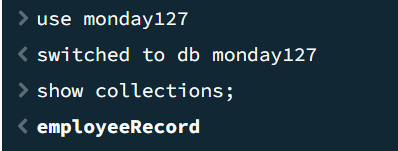 > use monday127
< switched to db monday127
> show collections;
< employeeRecord